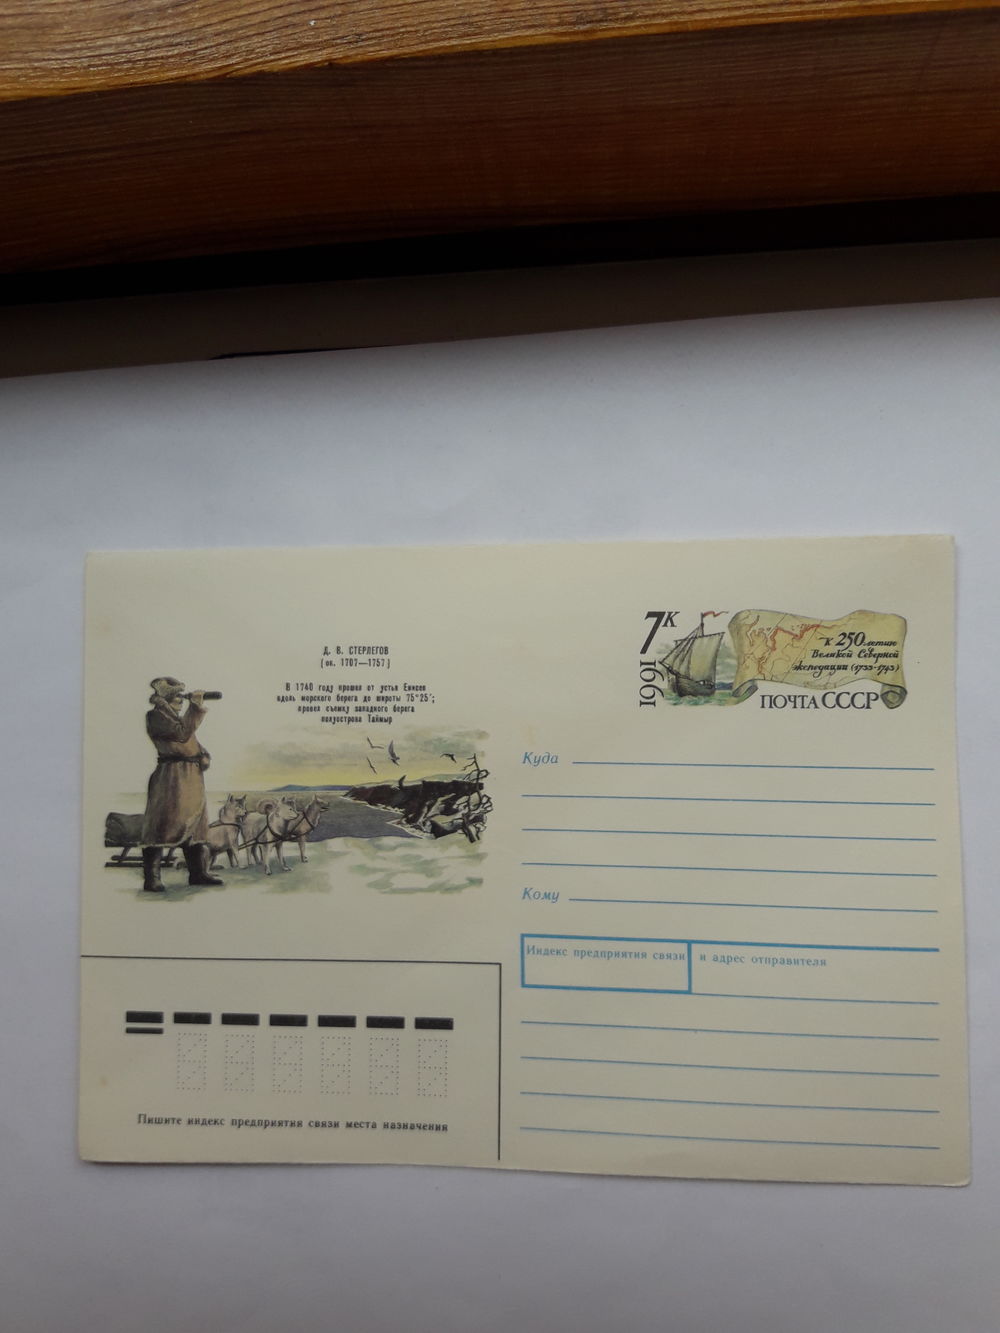 Д. В. СТЕРЛЕГОВ
(ок. 1707—1757)
В 1740 году прошел от устья Енисея
вдоль морского берега до широты 75°25′;
провел съемку западного берега
полуострова Таймыр
7К
1991
К 250-летию
Великой Северной
экспедиции (1733-1743)
ПОЧТА СССР
Куда
Кому
Индекс предприятия связи и адрес отправителя
Пишите индекс предприятия связи места назначения